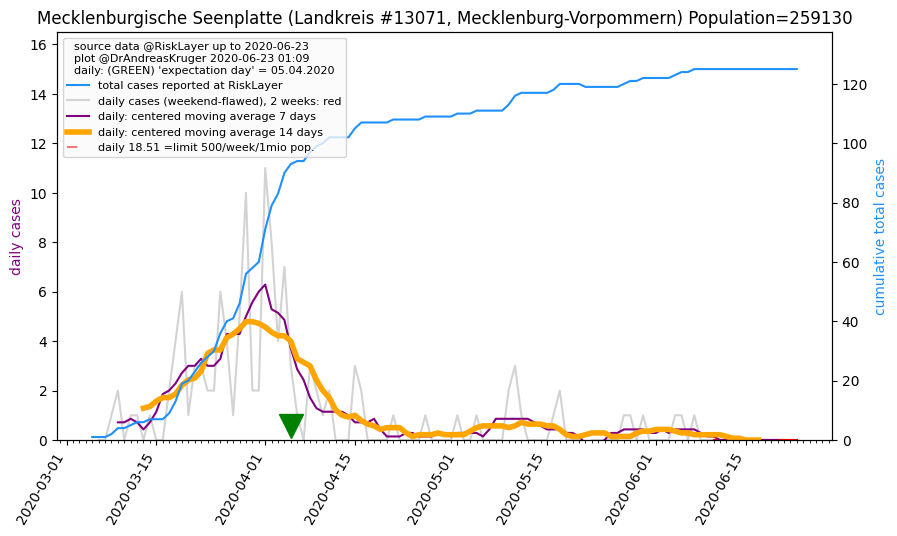 Mecklenburgische Seenplatte (Landkreis #13071, Mecklenburg-Vorpommern) Population=259130
source data @RiskLayer up to 2020-06-23
plot @DrAndreasKruger 2020-06-23 01:09
daily: (GREEN) 'expectation day' = 05.04.2020
total cases reported at RiskLayer
daily cases (weekend-flawed), 2 weeks: red
daily: centered moving average 7 days
daily: centered moving average 14 days
daily 18.51 =limit 500/week/1mio pop.
daily cases
16
14
12
10
8
6
4
2
0
120
100
80
60
40
20
0
cumulative total cases
2020-03-01
2020-03-15
2020-04-01
2020-04-15
2020-05-01
2020-05-15
2020-06-01
2020-06-15